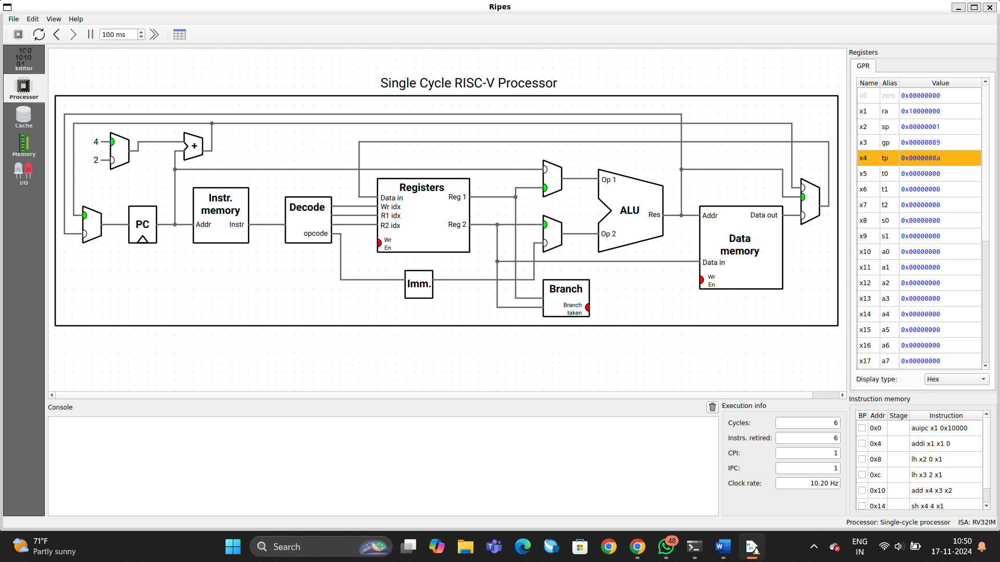 Ripes
File Edit View Help
100 ms
100
1010
01
Editor
Processor
Cache
Memory
I/O
Single Cycle RISC-V Processor
4
2
+
PC
Instr.
memory
Addr
Instr
Decode
opcode
Registers
Data in
Wr idx
R1 idx
R2 idx
Wr
En
Reg 1
Reg 2
Imm.
Op 1
Op 2
ALU
Res
Branch
Branch
taken
Addr
Data out
Data
memory
Data in
Wr
En
Registers
GPR
Name Alias Value
x0 zero 0x00000000
x1 ra 0x10000000
x2 sp 0x00000001
x3 gp 0x00000089
x4 tp 0x0000008a
x5 t0 0x00000000
x6 t1 0x00000000
x7 t2 0x00000000
x8 s0 0x00000000
x9 s1 0x00000000
x10 a0 0x00000000
x11 a1 0x00000000
x12 a2 0x00000000
x13 a3 0x00000000
x14 a4 0x00000000
x15 a5 0x00000000
x16 a6 0x00000000
x17 a7 0x00000000
Display type: Hex
Console
Execution info
Cycles: 6
Instrs. retired: 6
CPI: 1
IPC: 1
Clock rate: 10.20 Hz
Instruction memory
BP Addr Stage Instruction
0x0 auipc x1 0x10000
0x4 addi x1 x1 0
0x8 lh x2 0 x1
0xc lh x3 2 x1
0x10 add x4 x3 x2
0x14 sh x4 4 x1
Processor: Single-cycle processor ISA: RV32IM
71°F
Partly sunny
Search
48
ENG
IN
10:50
17-11-2024